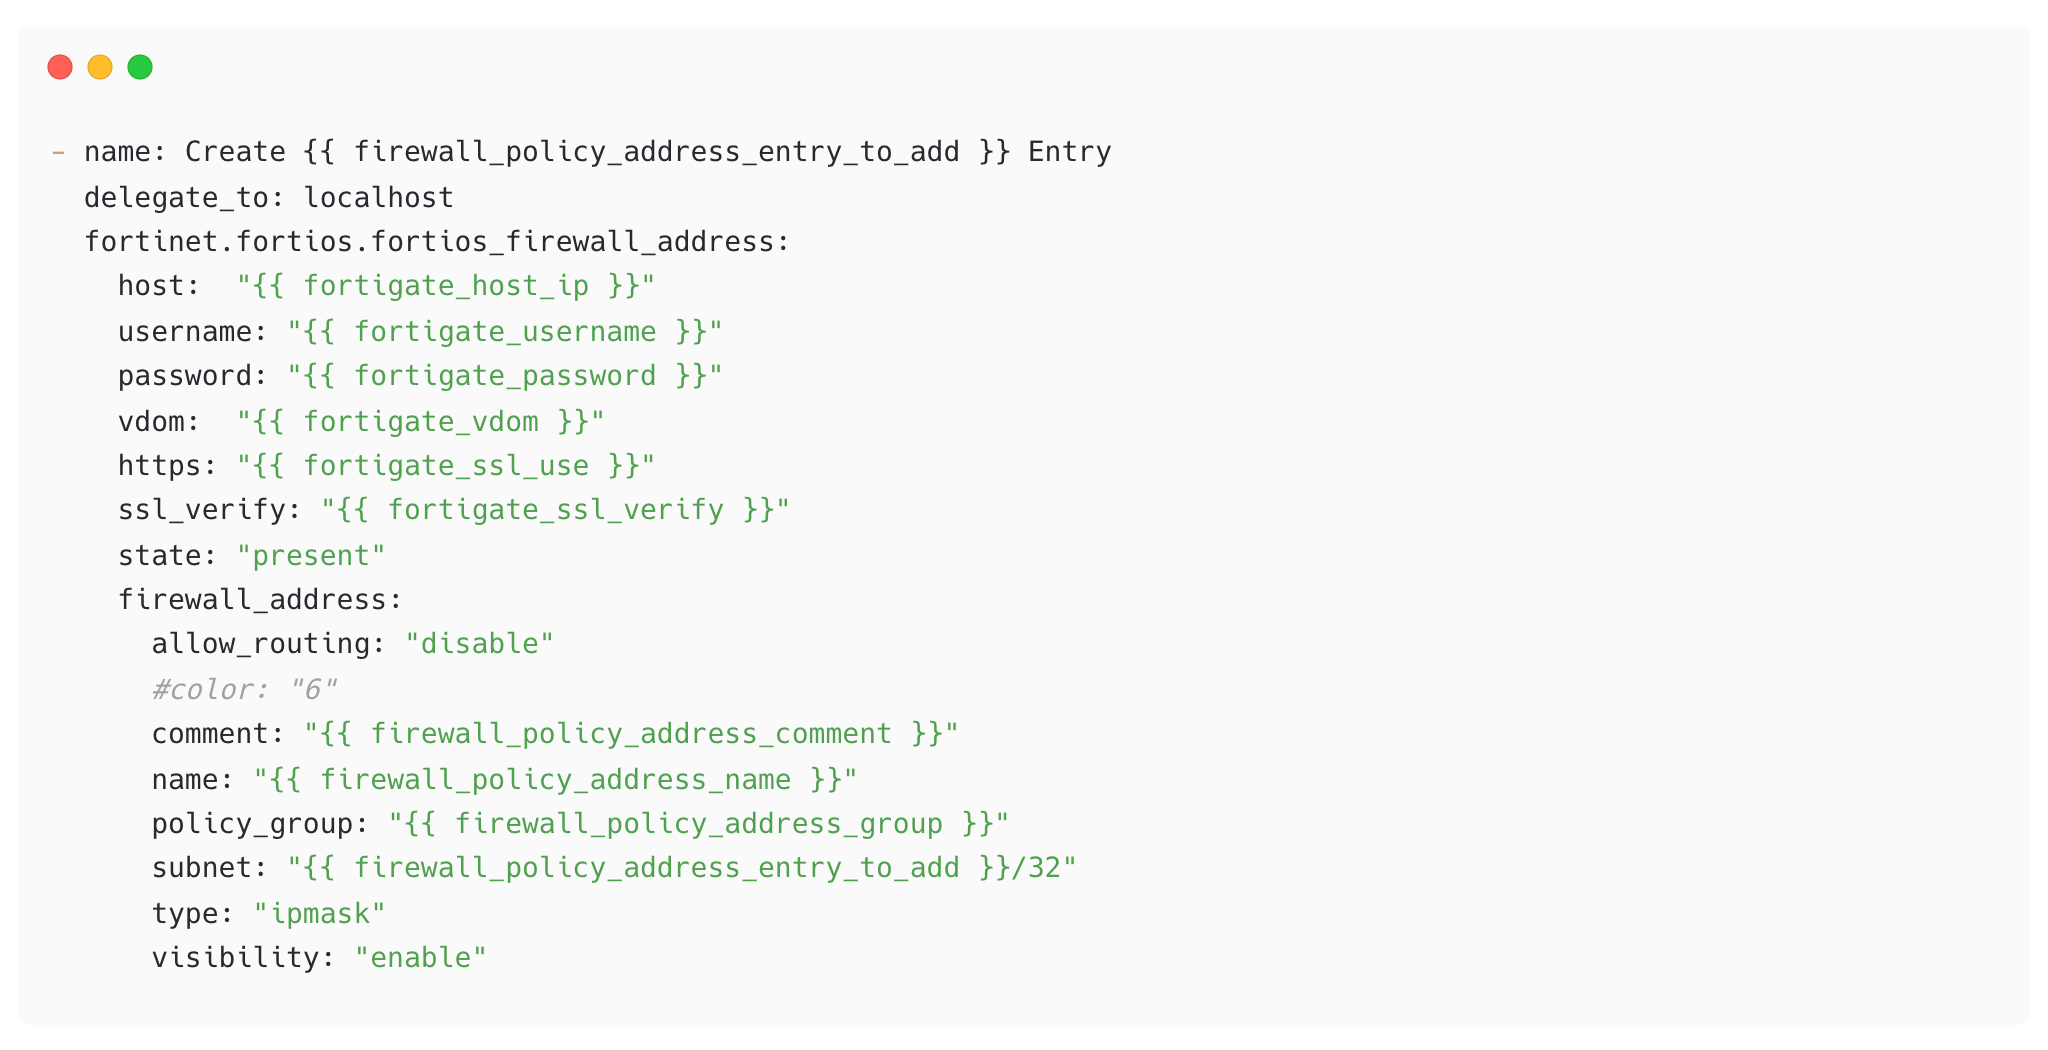 - name: Create {{ firewall_policy_address_entry_to_add }} Entry
  delegate_to: localhost
  fortinet.fortios.fortios_firewall_address:
    host:  "{{ fortigate_host_ip }}"
    username: "{{ fortigate_username }}"
    password: "{{ fortigate_password }}"
    vdom:  "{{ fortigate_vdom }}"
    https: "{{ fortigate_ssl_use }}"
    ssl_verify: "{{ fortigate_ssl_verify }}"
    state: "present"
    firewall_address:
      allow_routing: "disable"
      #color: "6"
      comment: "{{ firewall_policy_address_comment }}"
      name: "{{ firewall_policy_address_name }}"
      policy_group: "{{ firewall_policy_address_group }}"
      subnet: "{{ firewall_policy_address_entry_to_add }}/32"
      type: "ipmask"
      visibility: "enable"